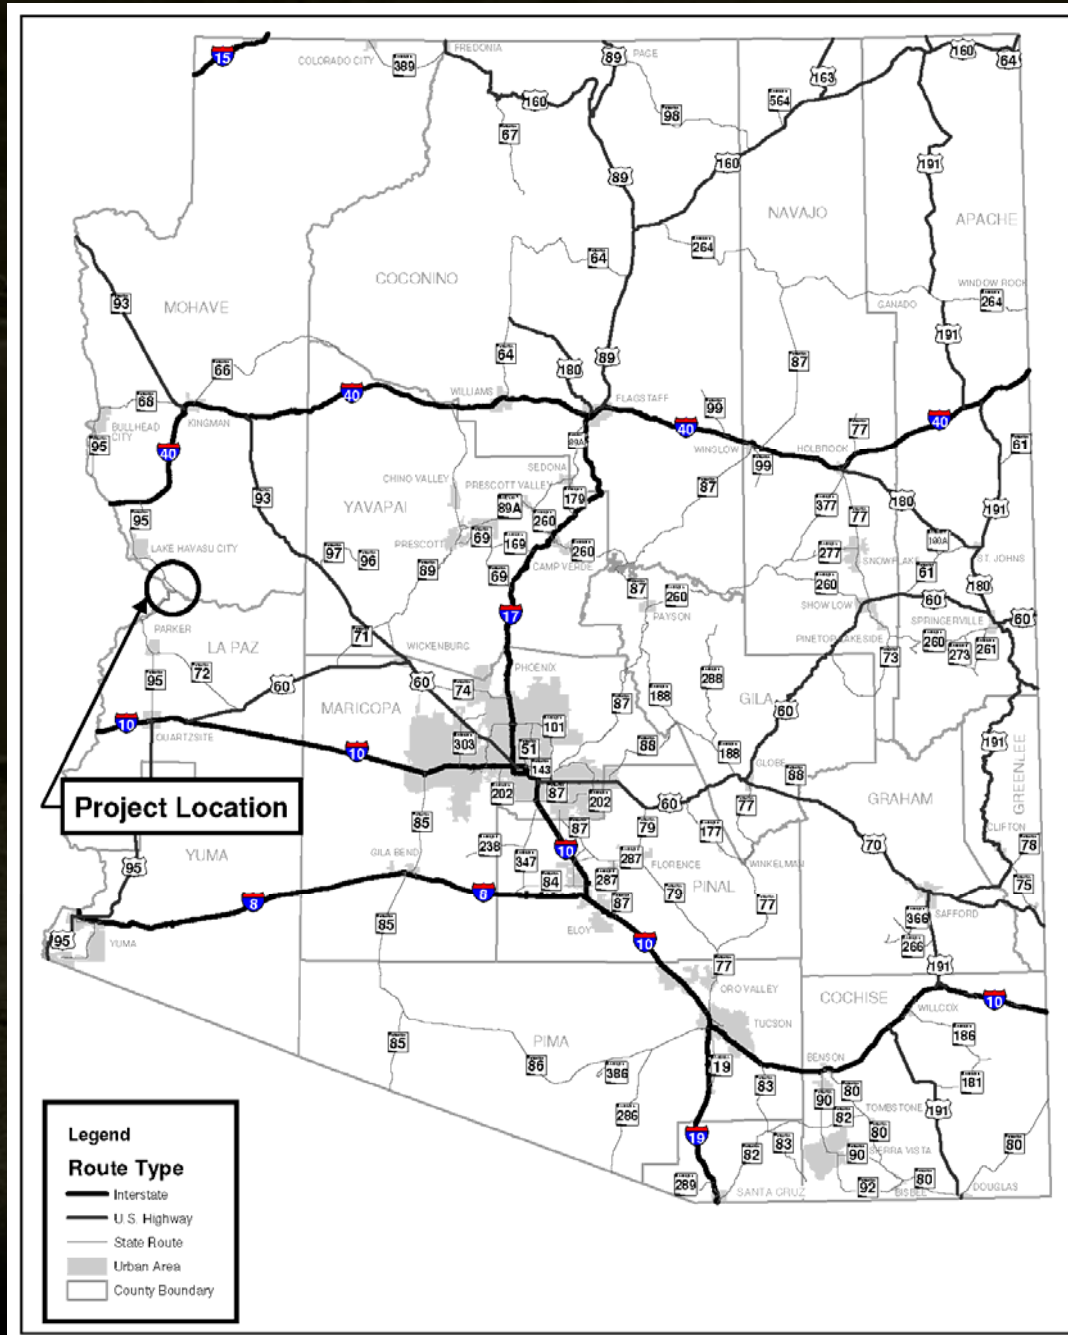 15
COLORADO CITY
389
FREDONIA
89
PAGE
160
64
163
160
564
98
67
160
191
89
NAVAJO
APACHE
264
64
COCONINO
WINDOW ROCK
264
GANADO
MOHAVE
93
191
66
64
180
89
87
68
40
WILLIAMS
FLAGSTAFF
99
40
BULLHEAD
CITY
KINGMAN
40
77
95
40
89A
WINSLOW
99
HOLBROOK
61
SEDONA
CHINO VALLEY
PRESCOTT VALLEY
93
YAVAPAI
89A
179
87
377
180
191
95
260
77
LAKE HAVASU CITY
PRESCOTT
69
169
260
277
SNOWFLAKE
ST. JOHNS
97
96
89
69
CAMP VERDE
87
260
260
61
180
17
PAYSON
SHOW LOW
60
SPRINGERVILLE
60
PARKER
71
PINETOP LAKESIDE
260
273
261
LA PAZ
WICKENBURG
73
72
PHOENIX
288
95
60
60
74
188
GILA
MARICOPA
87
60
10
101
QUARTZSITE
10
303
51
88
188
191
GREENLEE
143
GLOBE
88
Project Location
202
87
202
60
77
GRAHAM
85
87
79
177
CLIFTON
YUMA
238
10
70
78
95
GILA BEND
347
287
FLORENCE
WINKELMAN
84
287
PINAL
75
8
8
87
79
77
366
SAFFORD
85
ELOY
266
95
YUMA
10
77
191
ORO VALLEY
COCHISE
10
WILLCOX
TUCSON
85
PIMA
186
86
386
19
BENSON
83
80
181
90
286
82
TOMBSTONE
191
19
80
82
83
90
SIERRA VISTA
80
289
SANTA CRUZ
92
BISBEE
80
DOUGLAS
Legend
Route Type
Interstate
U.S. Highway
State Route
Urban Area
County Boundary